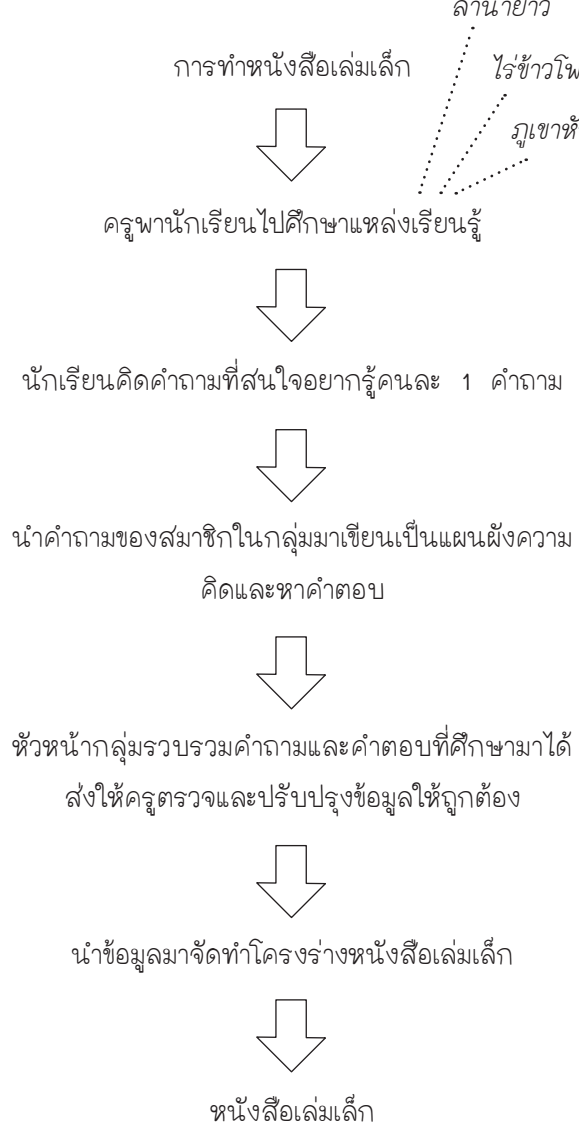 ลำน้ำยาว
การทำหนังสือเล่มเล็ก
ครูพานักเรียนไปศึกษาแหล่งเรียนรู้
นักเรียนคิดคำถามที่สนใจอยากรู้คนละ 1 คำถาม
นำคำถามของสมาชิกในกลุ่มมาเขียนเป็นแผนผังความ
คิดและหาคำตอบ
หัวหน้ากลุ่มรวบรวมคำถามและคำตอบที่ศึกษามาได้
ส่งให้ครูตรวจและปรับปรุงข้อมูลให้ถูกต้อง
นำข้อมูลมาจัดทำโครงร่างหนังสือเล่มเล็ก
หนังสือเล่มเล็ก